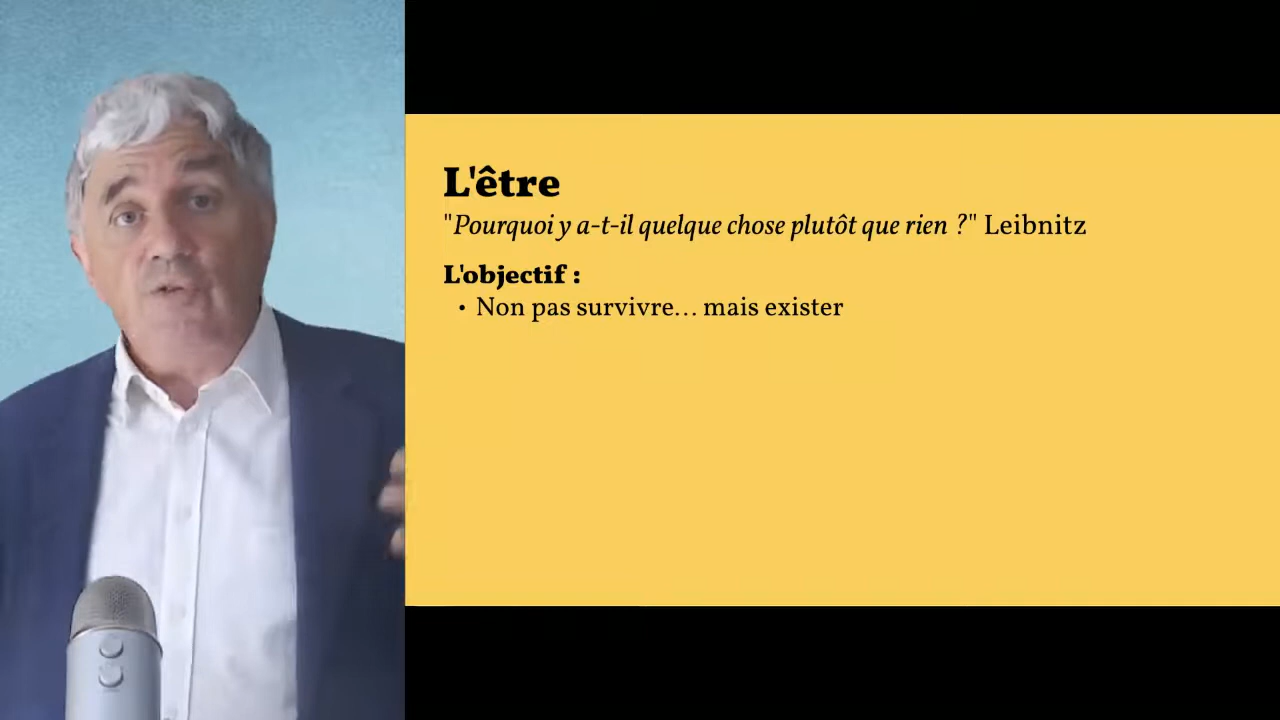 L'être
"Pourquoi y a-t-il quelque chose plutôt que rien ?" Leibnitz
L'objectif :
• Non pas survivre… mais exister